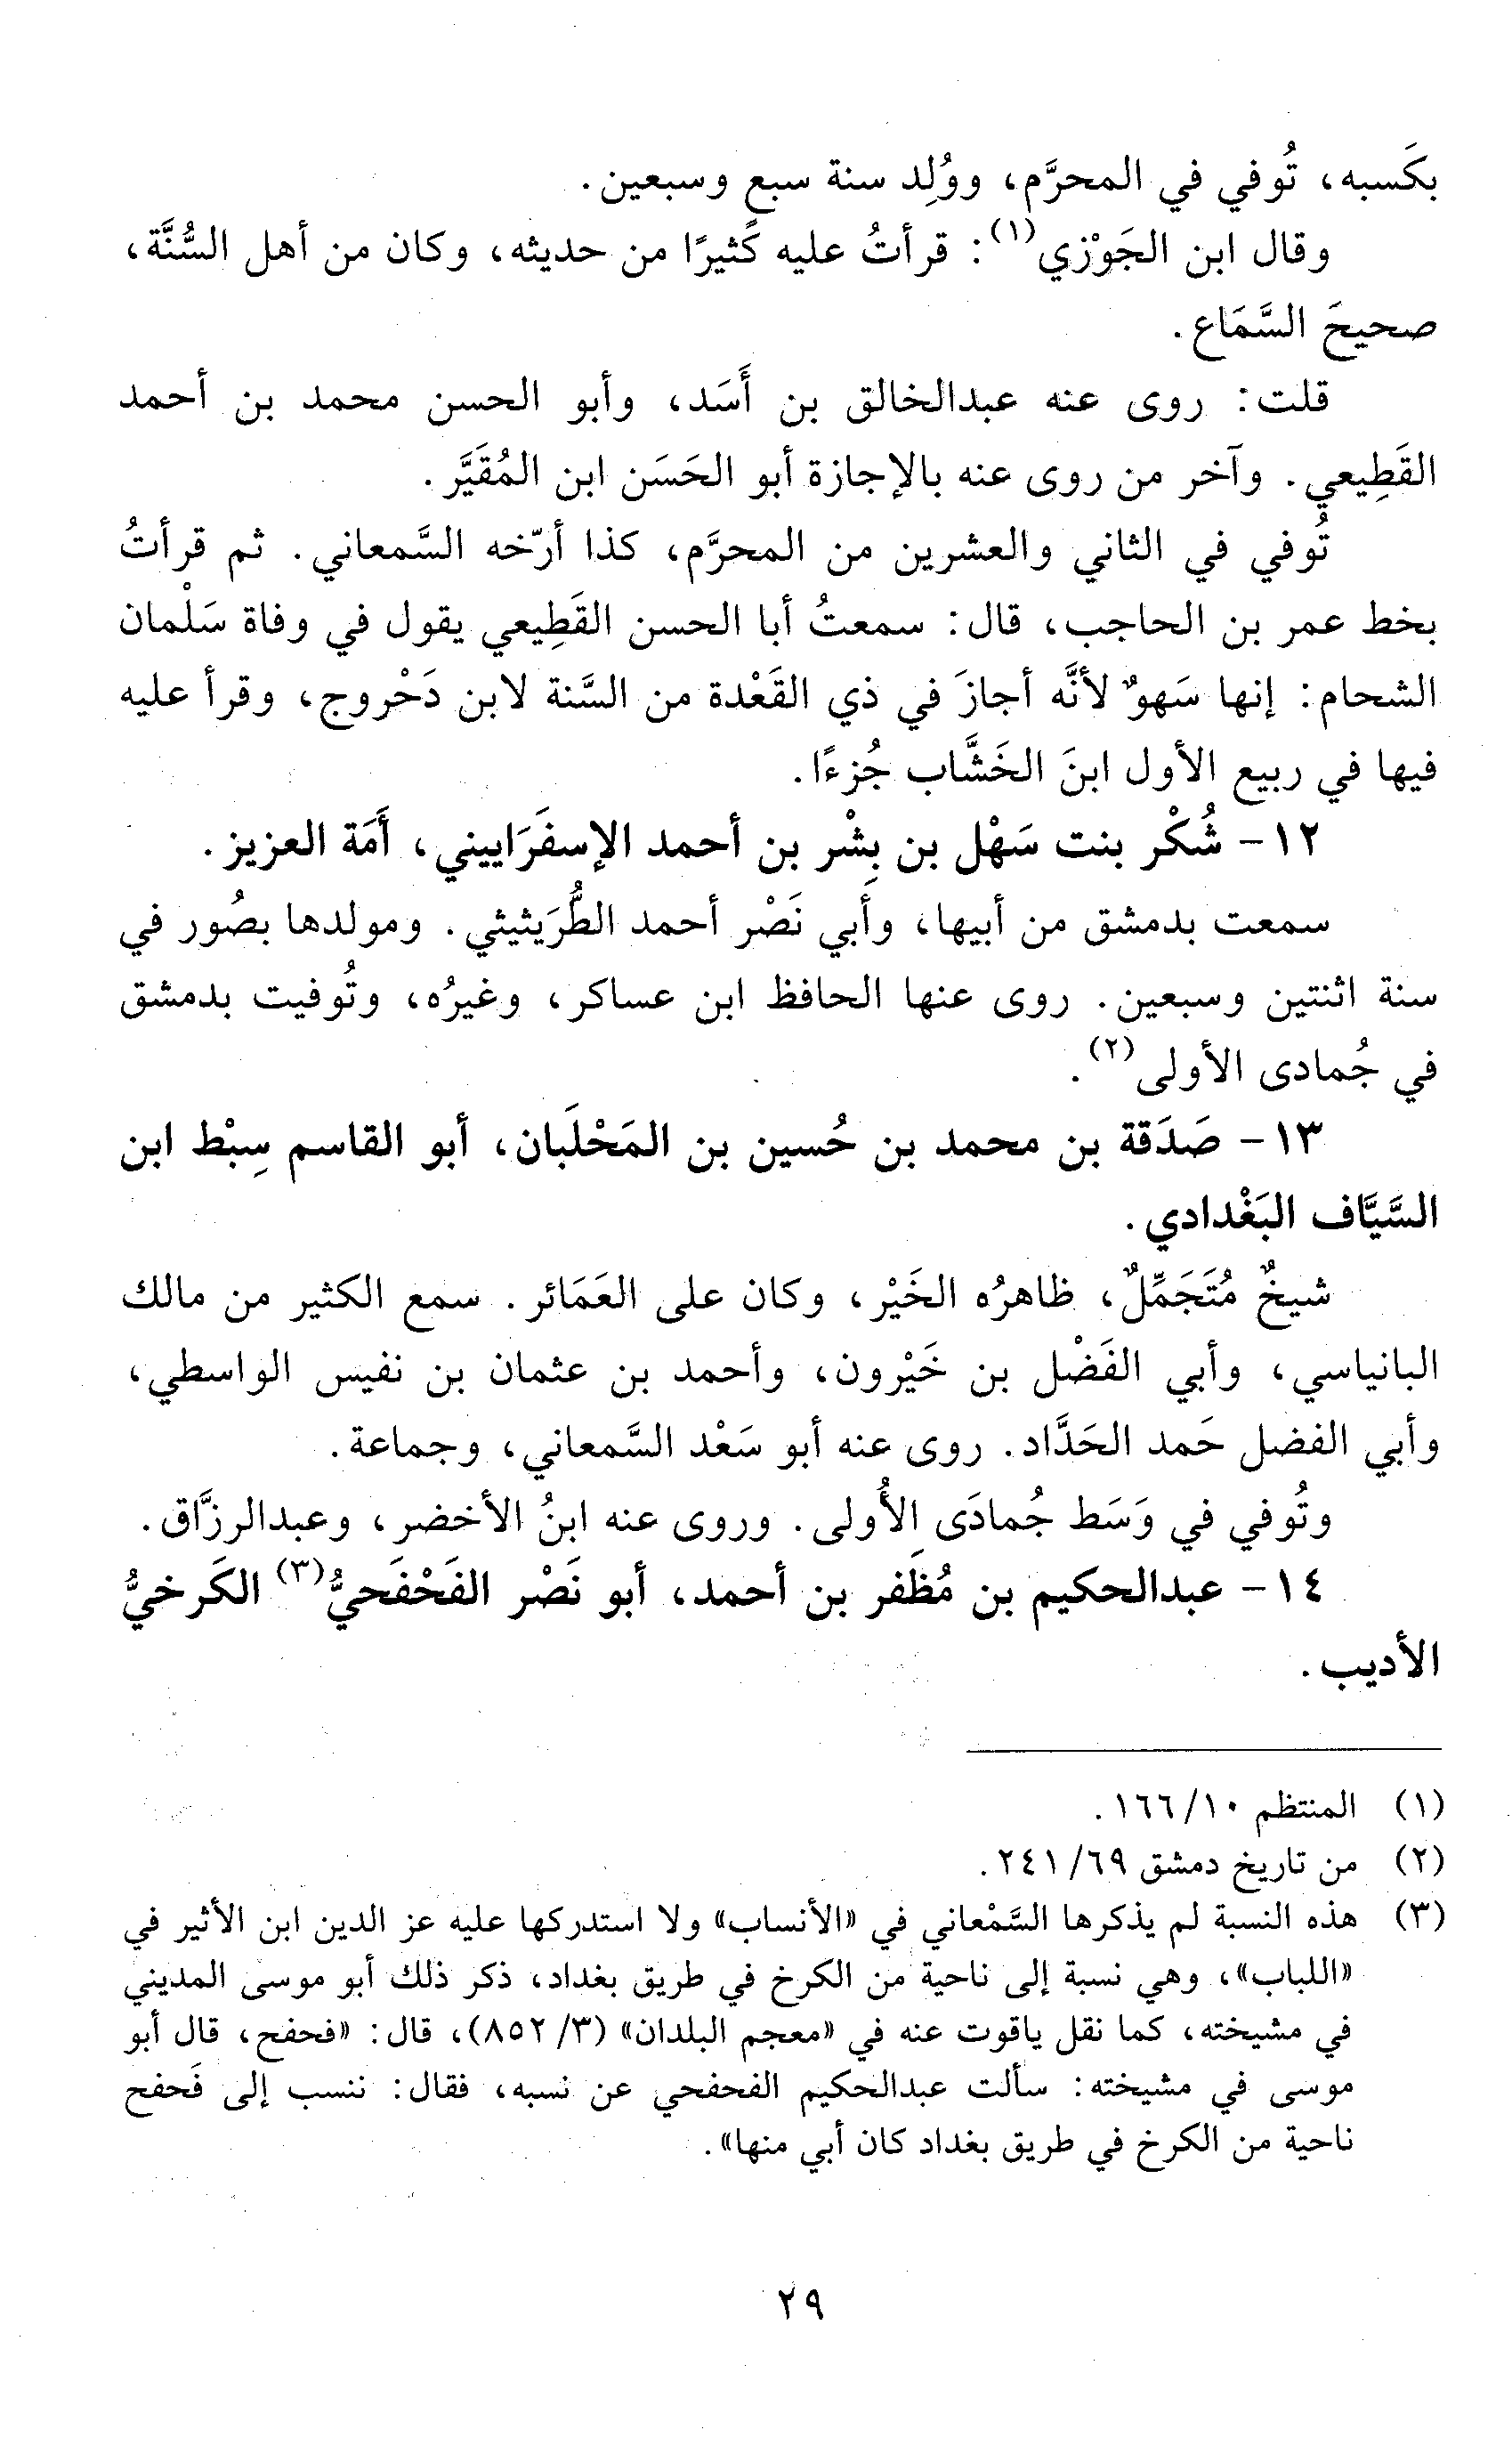 بكَسبه، تُوفي في المحرَّم، ووُلِد سنة سبع وسبعين.
وقال ابن الجَوْزي(١): قرأتُ عليه كَثيرًا من حديثه، وكان من أهل السُّنَّة،
صحيحَ السَّمَاع.
قلت: روى عنه عبدالخالق بن أَسَد، وأبو الحسن محمد بن أحمد
القَطِيعي. وآخر من روى عنه بالإجازة أبو الحَسَن ابن المُقَيَّر.
تُوفي في الثاني والعشرين من المحرَّم، كذا أرّخه السَّمعاني. ثم قرأتُ
بخط عمر بن الحاجب، قال: سمعتُ أبا الحسن القَطِيعي يقول في وفاة سَلْمان
الشحام: إنها سَهوٌ لأنَّه أجازَ في ذي القَعْدة من السَّنة لابن دَحْروج، وقرأ عليه
فيها في ربيع الأول ابنَ الخَشَّاب جُزءًا.
١٢- شُكْر بنت سَهْل بن بِشْر بن أحمد الإسفَرَاييني، أَمَة العزيز.
سمعت بدمشق من أبيها، وأبي نَصْر أحمد الطُّرَيثيثي. ومولدها بصُور في
سنة اثنتين وسبعين. روى عنها الحافظ ابن عساكر، وغيرُه، وتُوفيت بدمشق
في جُمادى الأولى(٢).
١٣- صَدَقة بن محمد بن حُسين بن المَحْلَبان، أبو القاسم سِبْط ابن
السَّيَّاف البَغْدادي.
شيخٌ مُتَجَمِّلٌ، ظاهرُه الخَيْر، وكان على العَمَائر. سمع الكثير من مالك
البانياسي، وأبي الفَضْل بن خَيْرون، وأحمد بن عثمان بن نفيس الواسطي،
وأبي الفضل حَمد الحَدَّاد. روى عنه أبو سَعْد السَّمعاني، وجماعة.
وتُوفي في وَسَط جُمادَى الأُولى. وروى عنه ابنُ الأخضر، وعبدالرزَّاق.
١٤- عبدالحكيم بن مُظَفر بن أحمد، أبو نَصْر الفَحْفَحيُّ(٣) الكَرخيُّ
الأديب.
(١) المنتظم ١٠/ ١٦٦.
(٢) من تاريخ دمشق ٦٩/ ٢٤١.
(٣) هذه النسبة لم يذكرها السَّمْعاني في «الأنساب» ولا استدركها عليه عز الدين ابن الأثير في
«اللباب»، وهي نسبة إلى ناحية من الكرخ في طريق بغداد، ذكر ذلك أبو موسى المديني
في مشيخته، كما نقل ياقوت عنه في «معجم البلدان» (٣/ ٨٥٢)، قال: «فحفح، قال أبو
موسى في مشيخته: سألت عبدالحكيم الفحفحي عن نسبه، فقال: ننسب إلى فَحفح
ناحية من الكرخ في طريق بغداد كان أبي منها».
٢٩